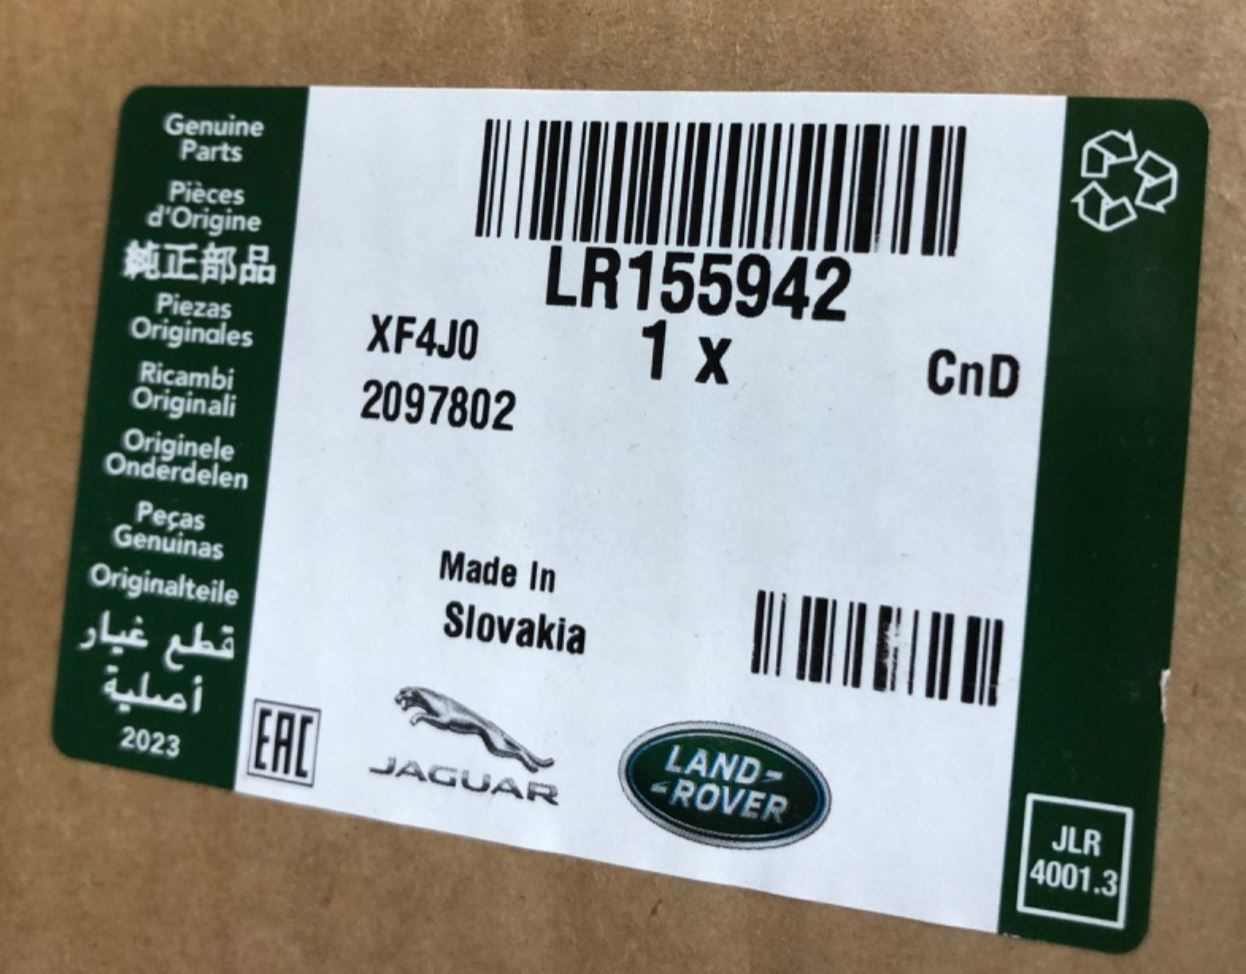 Genuine
Parts
Pièces
d'Origine
純正部品
Piezas
Originales
Ricambi
Originali
Originele
Onderdelen
Peças
Genuinas
Originalteile
قطع غيار
أصلية
2023
LR155942
XF4J0
1 x
CnD
2097802
Made In
Slovakia
EAC
JAGUAR
LAND-
-ROVER
JLR
4001.3